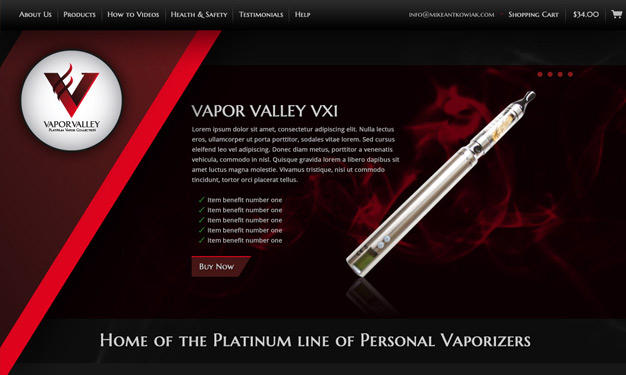 About Us Products How to Videos Health & Safety Testimonials Help info@mikeantkowiak.com Shopping Cart $34.00
VAPORVALLEY
Platinum Vapor Collection
VAPOR VALLEY VX1
Lorem ipsum dolor sit amet, consectetur adipiscing elit. Nulla lectus
eros, ullamcorper ut porta porttitor, sodales vitae lorem. Sed cursus
eleifend leo vel adipiscing. Donec diam metus, porttitor a venenatis
vehicula, commodo in nisl. Quisque gravida lorem a libero dapibus sit
amet luctus magna molestie. Vivamus tristique, nisi ut commodo
tincidunt, tortor orci placerat tellus.
Item benefit number one
Item benefit number one
Item benefit number one
Item benefit number one
Item benefit number one
Buy Now
Home of the Platinum line of Personal Vaporizers